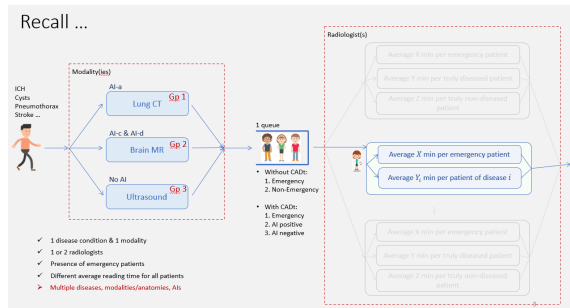 Recall ...
Radiologist(s)
Average X min per emergency patient
Average Y min per truly diseased patient
Average Z min per truly non-diseased patient
Modality(ies)
ICH
Cysts
Pneumothorax
Stroke ...
AI-a
Gp 1
Lung CT
AI-c & AI-d
Gp 2
Brain MR
No AI
Gp 3
Ultrasound
1 queue
• Without CADt:
1. Emergency
2. Non-Emergency
• With CADt:
1. Emergency
2. AI positive
3. AI negative
Average X min per emergency patient
Average Yᵢ min per patient of disease i
Average X min per emergency patient
Average Y min per truly diseased patient
Average Z min per truly non-diseased patient
✓ 1 disease condition & 1 modality
✓ 1 or 2 radiologists
✓ Presence of emergency patients
✓ Different average reading time for all patients
➢ Multiple diseases, modalities/anatomies, AIs